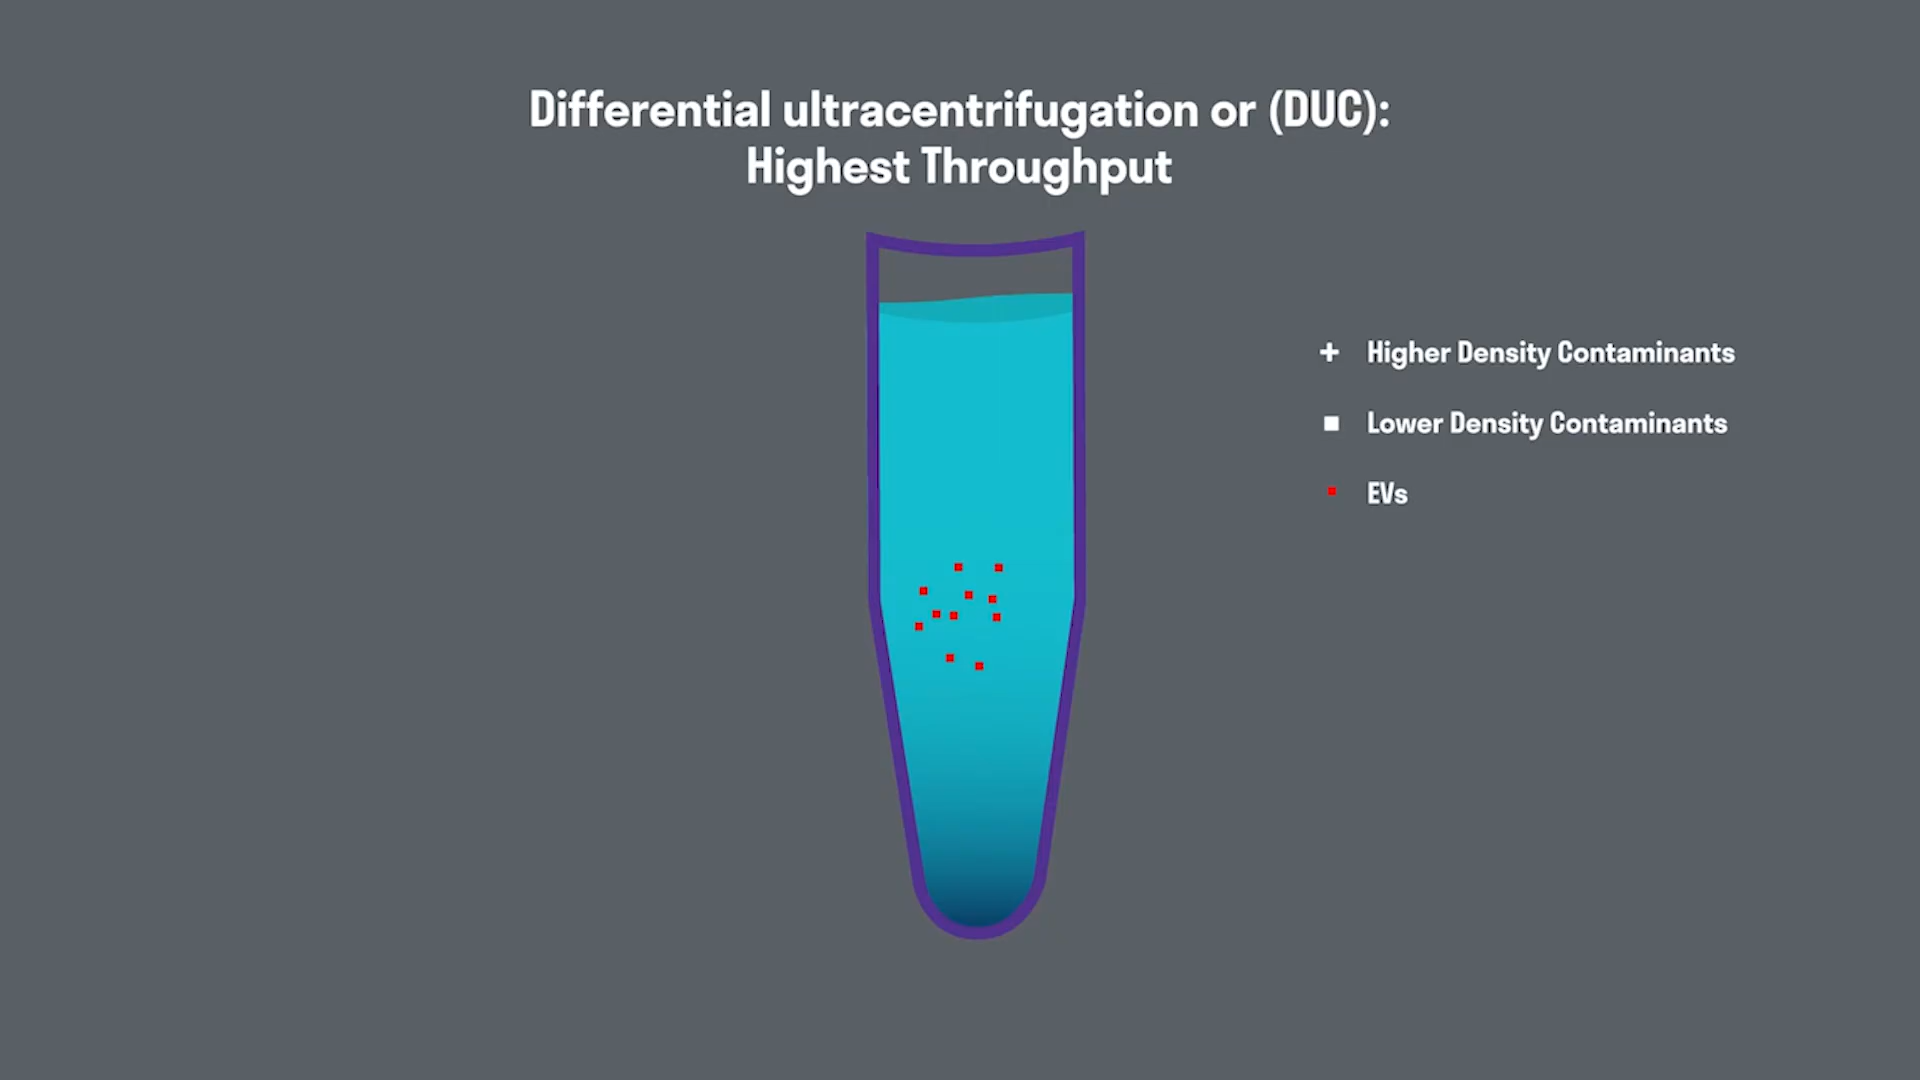 Differential ultracentrifugation or (DUC):
Highest Throughput
Higher Density Contaminants
Lower Density Contaminants
EVs